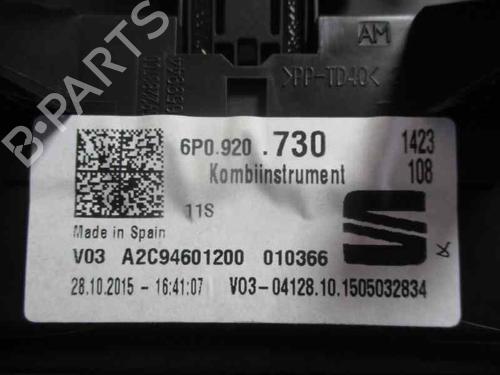 AM
>PP-TD40<
6P0.920 .730 1423
Kombiinstrument 108
11S
Made in Spain
V03 A2C94601200 010366
28.10.2015 - 16:41:07 V03-04128.10.1505032834
B-PARTS